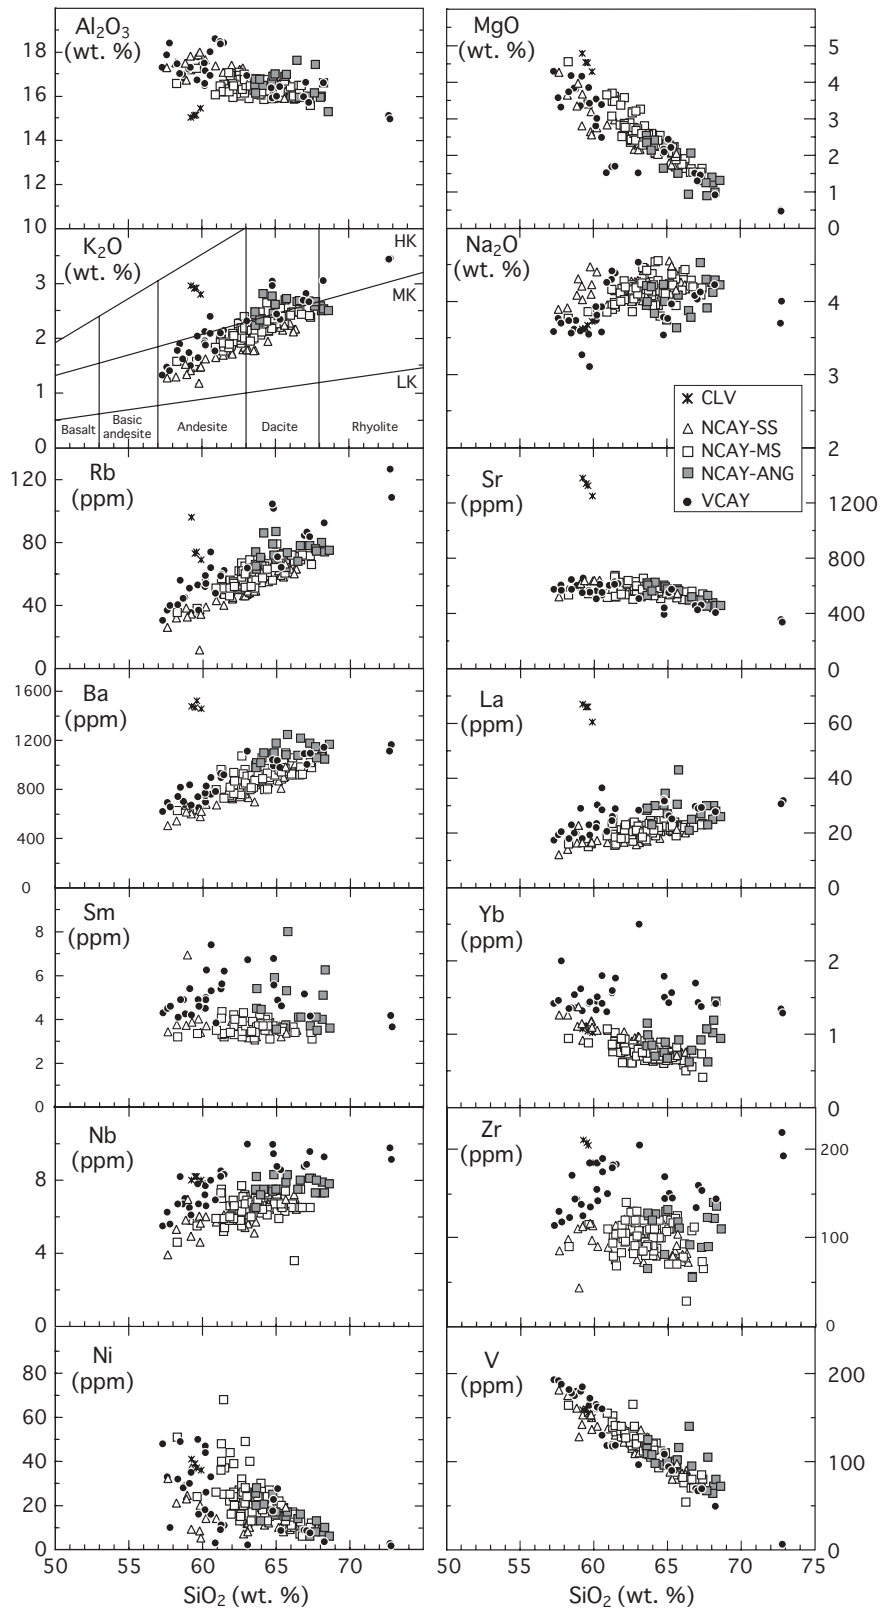 Al₂O₃
(wt. %)
18
16
14
12
10
MgO
(wt. %)
5
4
3
2
1
0
K₂O
(wt. %)
HK
MK
LK
3
2
1
0
Basalt
Basic
andesite
Andesite
Dacite
Rhyolite
Na₂O
(wt. %)
4
3
2
CLV
NCAY-SS
NCAY-MS
NCAY-ANG
VCAY
Rb
(ppm)
120
80
40
0
Sr
(ppm)
1200
800
400
0
Ba
(ppm)
1600
1200
800
400
0
La
(ppm)
60
40
20
0
Sm
(ppm)
8
6
4
2
0
Yb
(ppm)
2
1
0
Nb
(ppm)
8
4
0
Zr
(ppm)
200
100
0
Ni
(ppm)
80
60
40
20
0
V
(ppm)
200
100
0
50 55 60 65 70
SiO₂ (wt. %)
50 55 60 65 70 75
SiO₂ (wt. %)